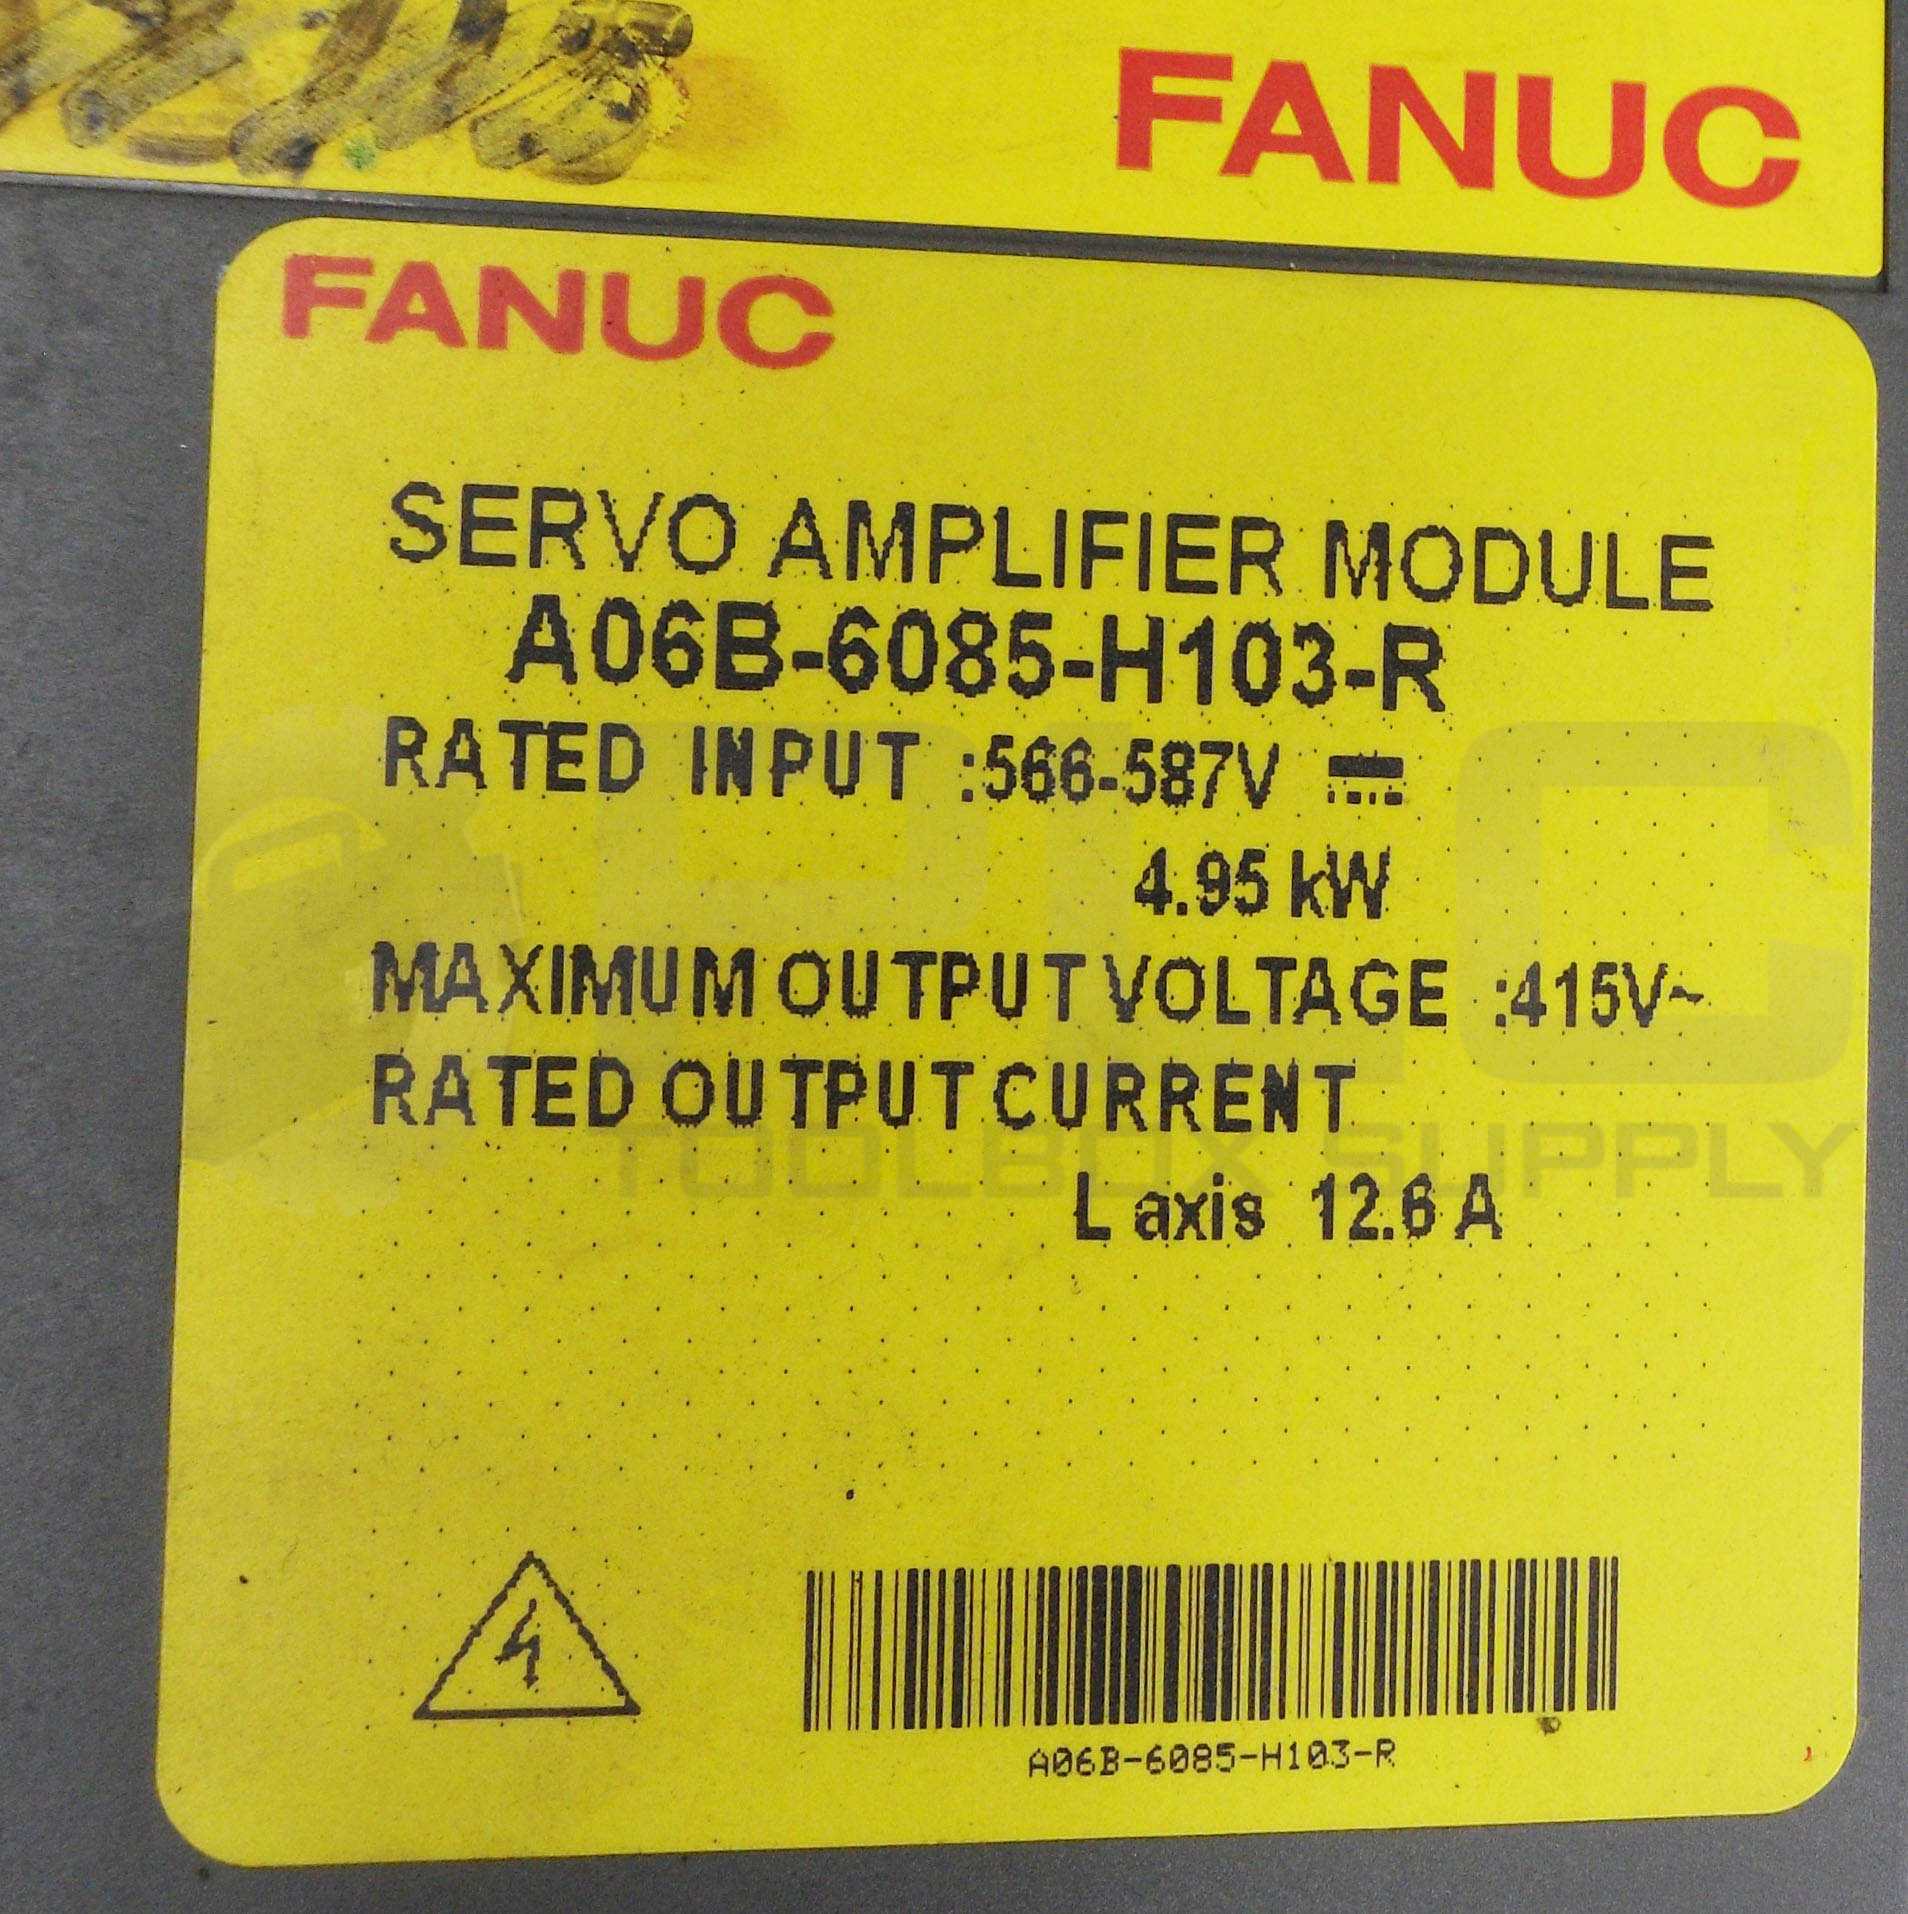 FANUC
FANUC
SERVO AMPLIFIER MODULE
A06B-6085-H103-R
RATED INPUT :566-587V ⎓
4.95 kW
MAXIMUM OUTPUT VOLTAGE :415V~
RATED OUTPUT CURRENT
L axis 12.6 A
PLC
TOOLBOX SUPPLY
A06B-6085-H103-R